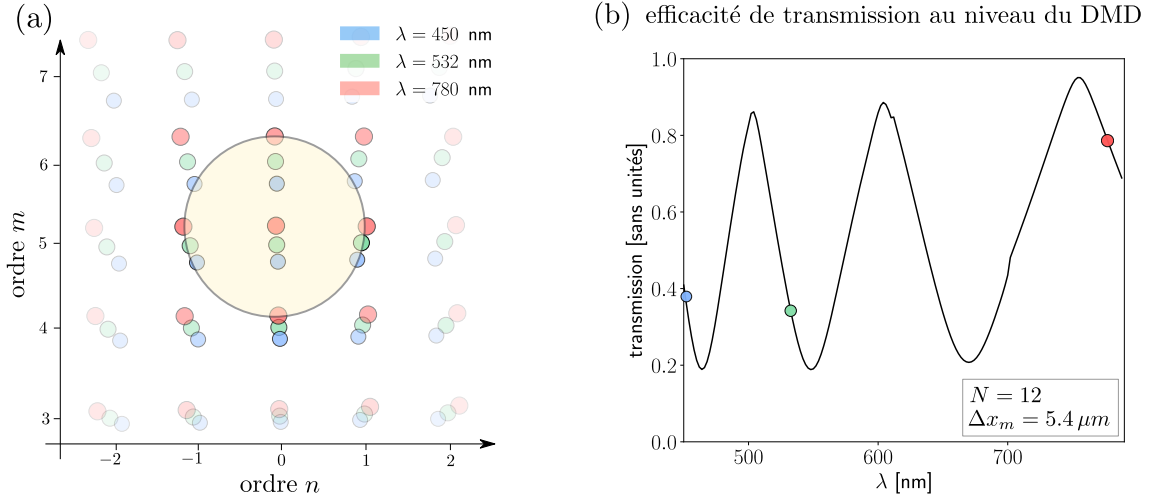 (a)
λ = 450 nm
λ = 532 nm
λ = 780 nm
7
6
5
4
3
ordre m
−2
−1
0
1
2
ordre n
(b) efficacité de transmission au niveau du DMD
1.0
0.8
0.6
0.4
0.2
0.0
transmission [sans unités]
N = 12
Δx_m = 5.4 μm
500
600
700
λ [nm]